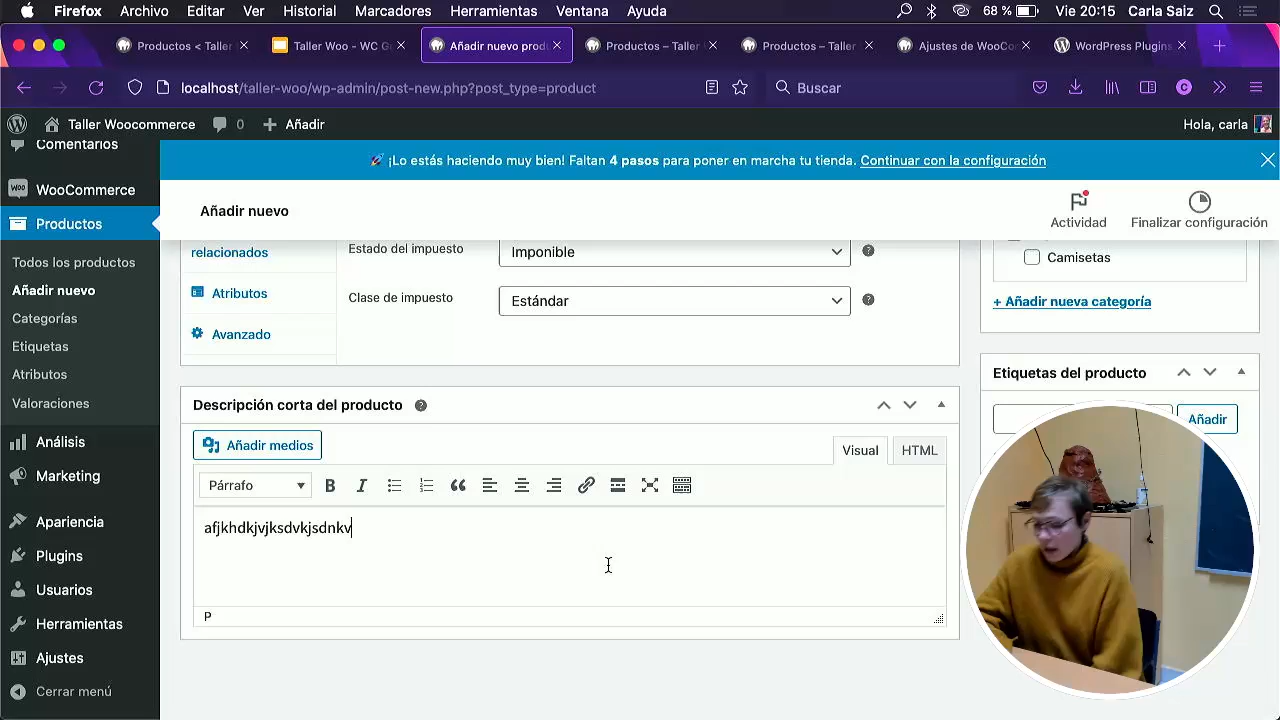 Firefox Archivo Editar Ver Historial Marcadores Herramientas Ventana Ayuda 68 % Vie 20:15 Carla Saiz
Productos < Taller Taller Woo - WC G Añadir nuevo produ Productos – Taller Productos – Taller Ajustes de WooCom WordPress Plugins
localhost/taller-woo/wp-admin/post-new.php?post_type=product Buscar
Taller Woocommerce 0 Añadir Hola, carla
Comentarios
WooCommerce
Productos
Todos los productos
Añadir nuevo
Categorías
Etiquetas
Atributos
Valoraciones
Análisis
Marketing
Apariencia
Plugins
Usuarios
Herramientas
Ajustes
Cerrar menú
¡Lo estás haciendo muy bien! Faltan 4 pasos para poner en marcha tu tienda. Continuar con la configuración
Añadir nuevo
Actividad
Finalizar configuración
relacionados
Atributos
Avanzado
Estado del impuesto Imponible
Clase de impuesto Estándar
Camisetas
+ Añadir nueva categoría
Descripción corta del producto
Añadir medios
Visual HTML
Párrafo
afjkhdkjvjksdvkjsdnkv
P
Etiquetas del producto
Añadir